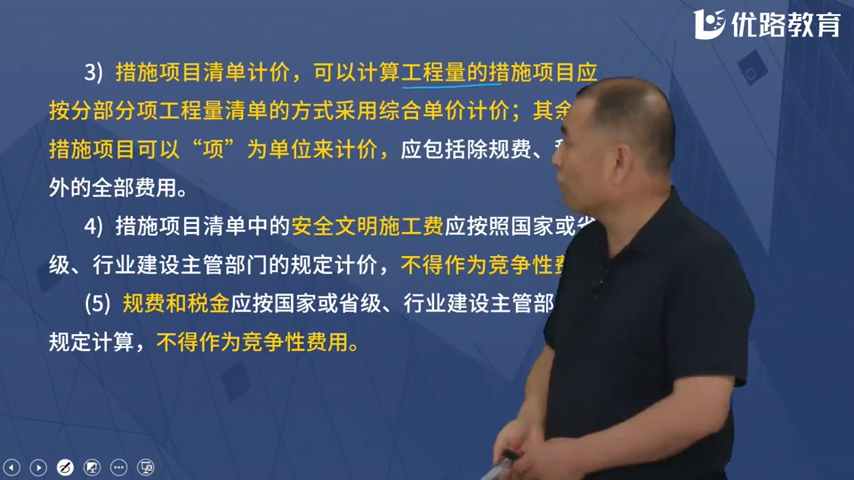 优路教育
3) 措施项目清单计价，可以计算工程量的措施项目应
按分部分项工程量清单的方式采用综合单价计价；其余
措施项目可以“项”为单位来计价，应包括除规费、
外的全部费用。
4) 措施项目清单中的安全文明施工费应按照国家或省
级、行业建设主管部门的规定计价，不得作为竞争性费
(5) 规费和税金应按国家或省级、行业建设主管部
规定计算，不得作为竞争性费用。